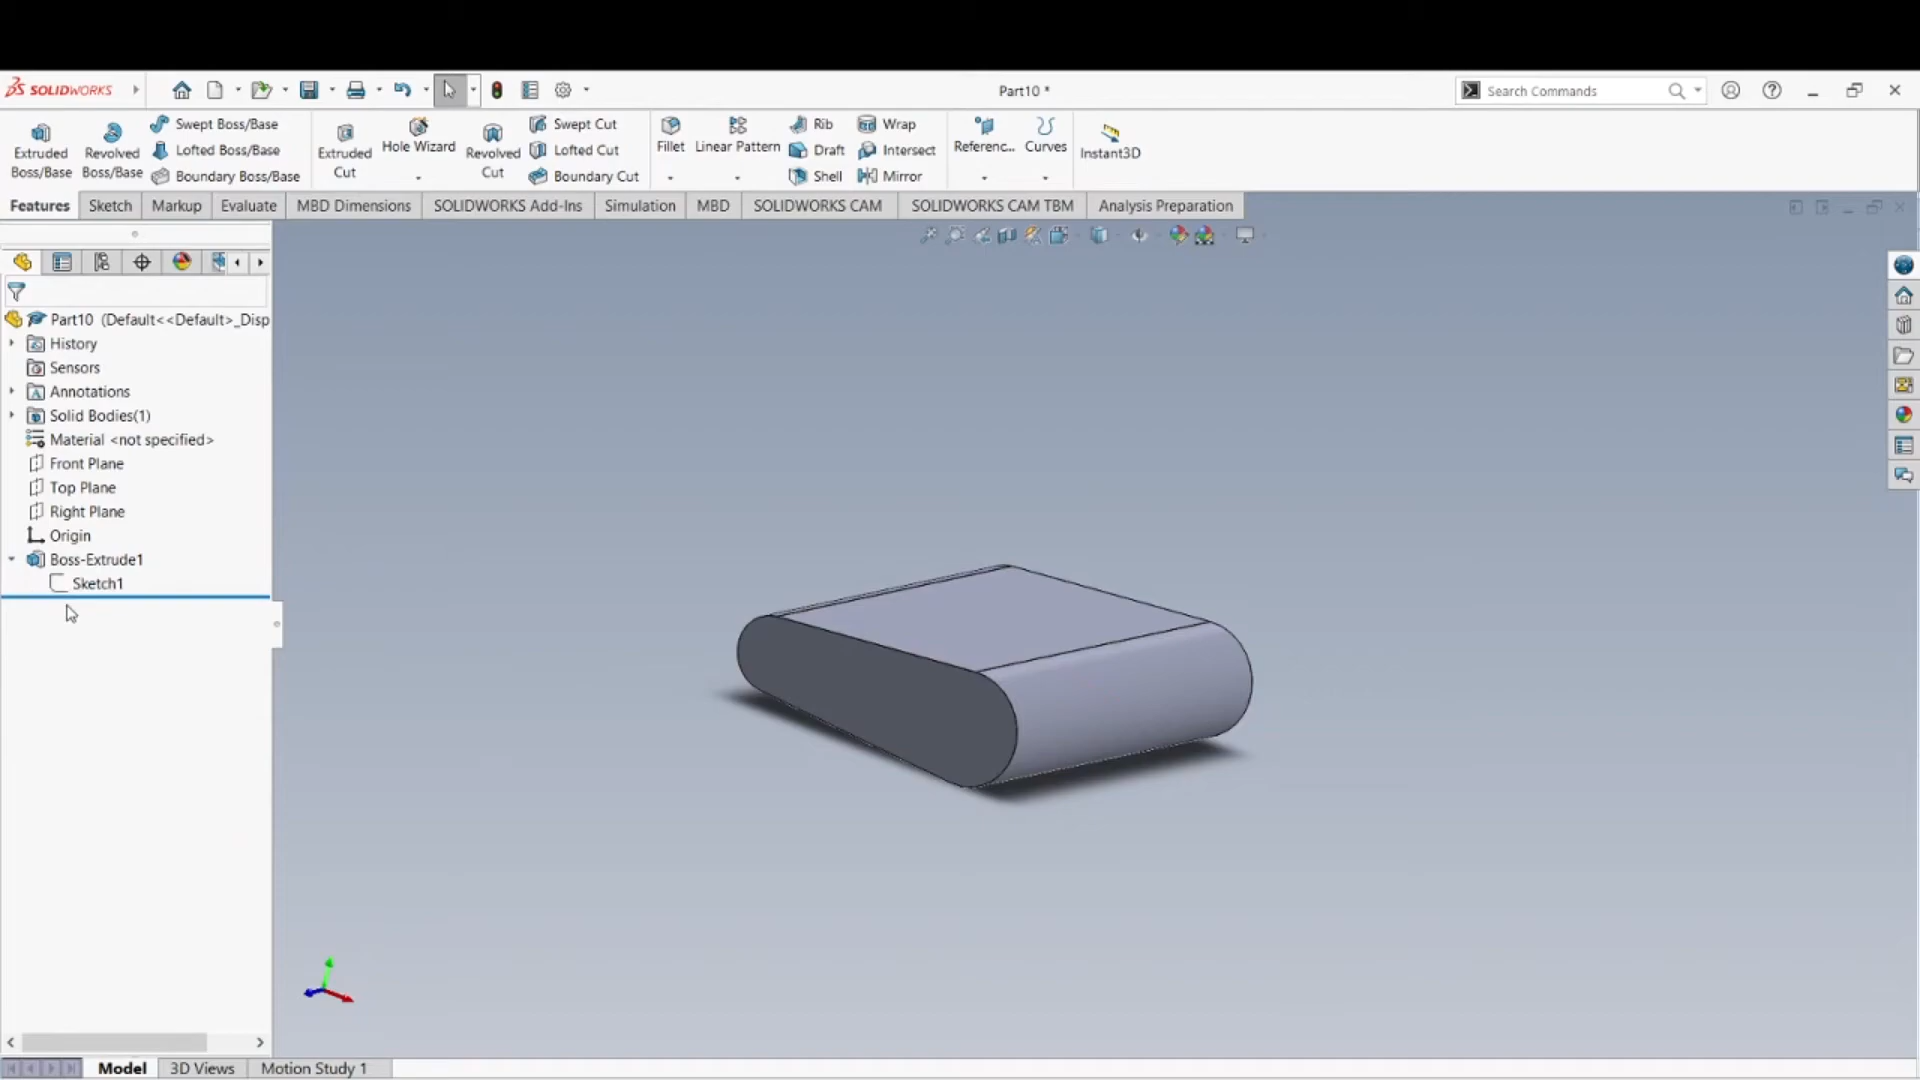 SOLIDWORKS
Part10 *
Search Commands
Extruded Boss/Base
Revolved Boss/Base
Swept Boss/Base
Lofted Boss/Base
Boundary Boss/Base
Extruded Cut
Hole Wizard
Revolved Cut
Swept Cut
Lofted Cut
Boundary Cut
Fillet
Linear Pattern
Rib
Draft
Shell
Wrap
Intersect
Mirror
Referenc...
Curves
Instant3D
Features
Sketch
Markup
Evaluate
MBD Dimensions
SOLIDWORKS Add-Ins
Simulation
MBD
SOLIDWORKS CAM
SOLIDWORKS CAM TBM
Analysis Preparation
Part10 (Default<<Default>_Disp
History
Sensors
Annotations
Solid Bodies(1)
Material <not specified>
Front Plane
Top Plane
Right Plane
Origin
Boss-Extrude1
Sketch1
Model
3D Views
Motion Study 1